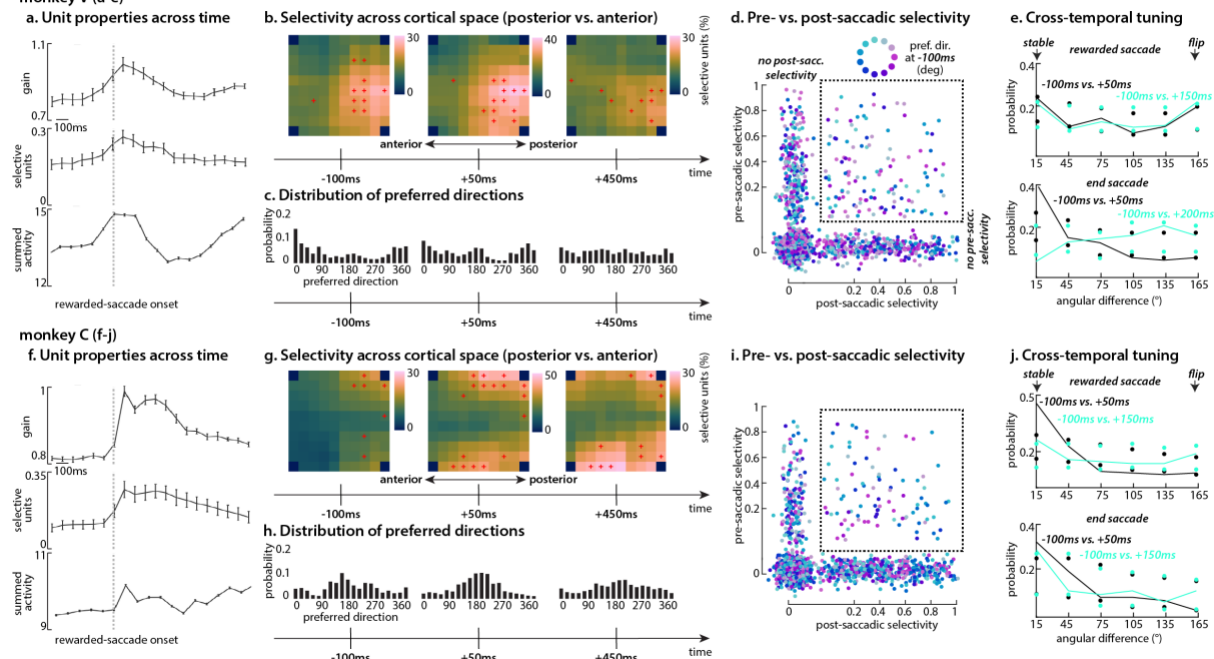 a. Unit properties across time
1.1
gain
0.7
100ms
0.3
selective units
0
15
summed activity
12
rewarded-saccade onset
b. Selectivity across cortical space (posterior vs. anterior)
30
0
40
0
30
0
selective units (%)
anterior
posterior
-100ms
+50ms
+450ms
time
c. Distribution of preferred directions
probability
0.2
0.1
0
0 90 180 270 360
0 90 180 270 360
0 90 180 270 360
preferred direction
-100ms
+50ms
+450ms
time
d. Pre- vs. post-saccadic selectivity
pref. dir.
at -100ms
(deg)
no post-sacc.
selectivity
pre-saccadic selectivity
1
0.8
0.6
0.4
0.2
0
0 0.2 0.4 0.6 0.8 1
post-saccadic selectivity
no pre-sacc.
selectivity
e. Cross-temporal tuning
stable
rewarded saccade
flip
0.4
-100ms vs. +50ms
-100ms vs. +150ms
0.2
probability
0
15 45 75 105 135 165
end saccade
0.4
-100ms vs. +50ms
-100ms vs. +200ms
0.2
probability
0
15 45 75 105 135 165
angular difference (°)
monkey C (f-j)
f. Unit properties across time
1
gain
0.8
100ms
0.35
selective units
0
11
summed activity
9
rewarded-saccade onset
g. Selectivity across cortical space (posterior vs. anterior)
30
0
50
0
30
0
selective units (%)
anterior
posterior
-100ms
+50ms
+450ms
time
h. Distribution of preferred directions
probability
0.2
0.1
0
0 90 180 270 360
0 90 180 270 360
0 90 180 270 360
preferred direction
-100ms
+50ms
+450ms
time
i. Pre- vs. post-saccadic selectivity
pre-saccadic selectivity
1
0.8
0.6
0.4
0.2
0
0 0.2 0.4 0.6 0.8 1
post-saccadic selectivity
j. Cross-temporal tuning
stable
rewarded saccade
flip
0.5
-100ms vs. +50ms
-100ms vs. +150ms
0.2
probability
0
15 45 75 105 135 165
end saccade
0.4
-100ms vs. +50ms
-100ms vs. +150ms
0.2
probability
0
15 45 75 105 135 165
angular difference (°)